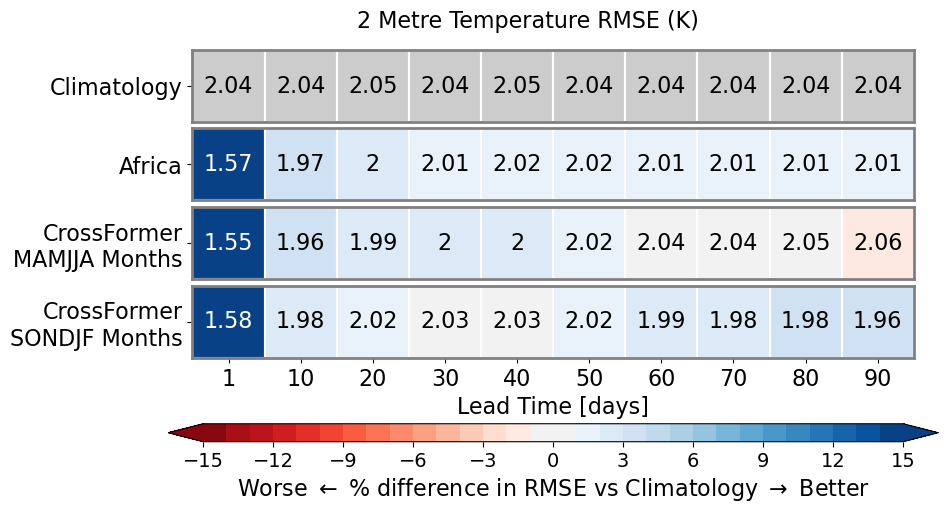 2 Metre Temperature RMSE (K)
Climatology 2.04 2.04 2.05 2.04 2.05 2.04 2.04 2.04 2.04 2.04
Africa 1.57 1.97 2 2.01 2.02 2.02 2.01 2.01 2.01 2.01
CrossFormer
MAMJJA Months 1.55 1.96 1.99 2 2 2.02 2.04 2.04 2.05 2.06
CrossFormer
SONDJF Months 1.58 1.98 2.02 2.03 2.03 2.02 1.99 1.98 1.98 1.96
1 10 20 30 40 50 60 70 80 90
Lead Time [days]
−15 −12 −9 −6 −3 0 3 6 9 12 15
Worse ← % difference in RMSE vs Climatology → Better